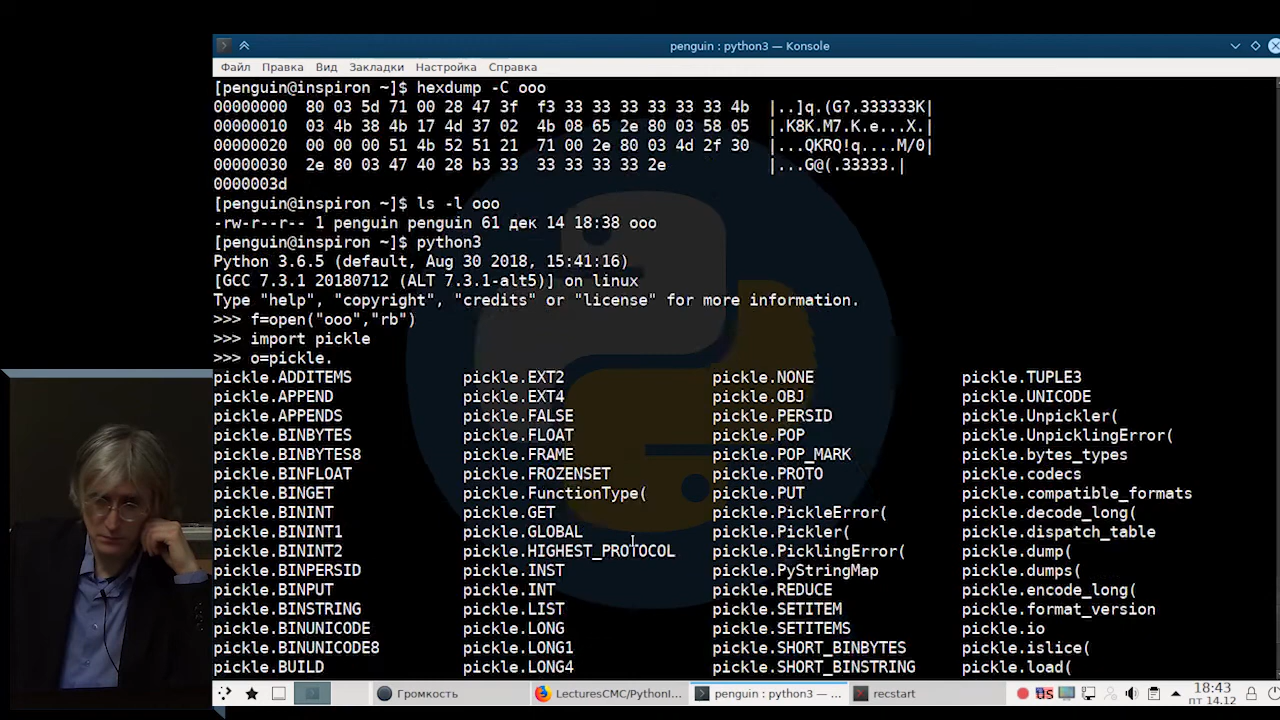 penguin : python3 — Konsole
Файл Правка Вид Закладки Настройка Справка
[penguin@inspiron ~]$ hexdump -C ooo
00000000  80 03 5d 71 00 28 47 3f  f3 33 33 33 33 33 33 4b  |..]q.(G?.333333K|
00000010  03 4b 38 4b 17 4d 37 02  4b 08 65 2e 80 03 58 05  |.K8K.M7.K.e...X.|
00000020  00 00 00 51 4b 52 51 21  71 00 2e 80 03 4d 2f 30  |...QKRQ!q....M/0|
00000030  2e 80 03 47 40 28 b3 33  33 33 33 33 2e           |...G@(.33333.|
0000003d
[penguin@inspiron ~]$ ls -l ooo
-rw-r--r-- 1 penguin penguin 61 дек 14 18:38 ooo
[penguin@inspiron ~]$ python3
Python 3.6.5 (default, Aug 30 2018, 15:41:16)
[GCC 7.3.1 20180712 (ALT 7.3.1-alt5)] on linux
Type "help", "copyright", "credits" or "license" for more information.
>>> f=open("ooo","rb")
>>> import pickle
>>> o=pickle.
pickle.ADDITEMS pickle.EXT2 pickle.NONE pickle.TUPLE3
pickle.APPEND pickle.EXT4 pickle.OBJ pickle.UNICODE
pickle.APPENDS pickle.FALSE pickle.PERSID pickle.Unpickler(
pickle.BINBYTES pickle.FLOAT pickle.POP pickle.UnpicklingError(
pickle.BINBYTES8 pickle.FRAME pickle.POP_MARK pickle.bytes_types
pickle.BINFLOAT pickle.FROZENSET pickle.PROTO pickle.codecs
pickle.BINGET pickle.FunctionType( pickle.PUT pickle.compatible_formats
pickle.BININT pickle.GET pickle.PickleError( pickle.decode_long(
pickle.BININT1 pickle.GLOBAL pickle.Pickler( pickle.dispatch_table
pickle.BININT2 pickle.HIGHEST_PROTOCOL pickle.PicklingError( pickle.dump(
pickle.BINPERSID pickle.INST pickle.PyStringMap pickle.dumps(
pickle.BINPUT pickle.INT pickle.REDUCE pickle.encode_long(
pickle.BINSTRING pickle.LIST pickle.SETITEM pickle.format_version
pickle.BINUNICODE pickle.LONG pickle.SETITEMS pickle.io
pickle.BINUNICODE8 pickle.LONG1 pickle.SHORT_BINBYTES pickle.islice(
pickle.BUILD pickle.LONG4 pickle.SHORT_BINSTRING pickle.load(
Громкость LecturesCMC/PythonI... penguin : python3 — ... recstart us 18:43
пт 14.12